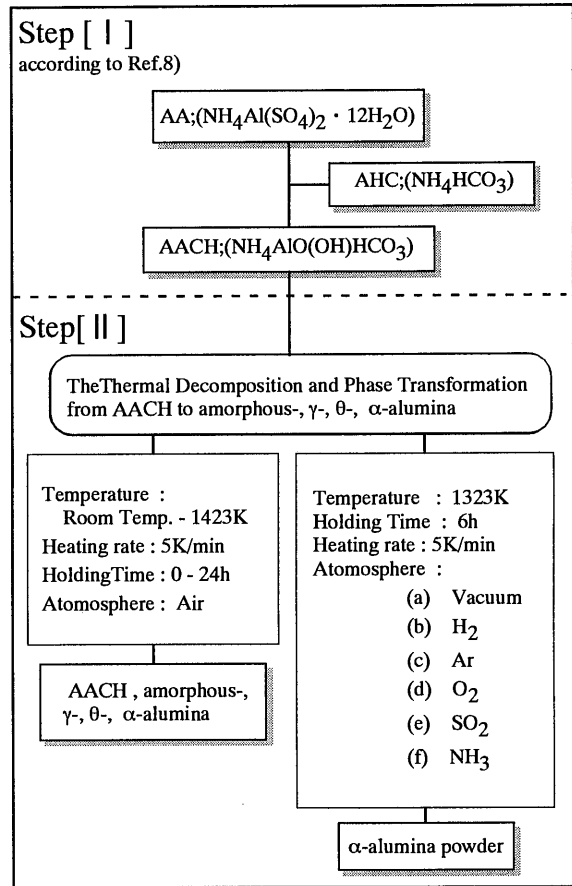 Step [ I ]
according to Ref.8)
AA;(NH4Al(SO4)2 · 12H2O)
AHC;(NH4HCO3)
AACH;(NH4AlO(OH)HCO3)
Step[ II ]
TheThermal Decomposition and Phase Transformation
from AACH to amorphous-, γ-, θ-, α-alumina
Temperature :
Room Temp. - 1423K
Heating rate : 5K/min
HoldingTime : 0 - 24h
Atomosphere : Air
AACH , amorphous-,
γ-, θ-, α-alumina
Temperature : 1323K
Holding Time : 6h
Heating rate : 5K/min
Atomosphere :
(a) Vacuum
(b) H2
(c) Ar
(d) O2
(e) SO2
(f) NH3
α-alumina powder